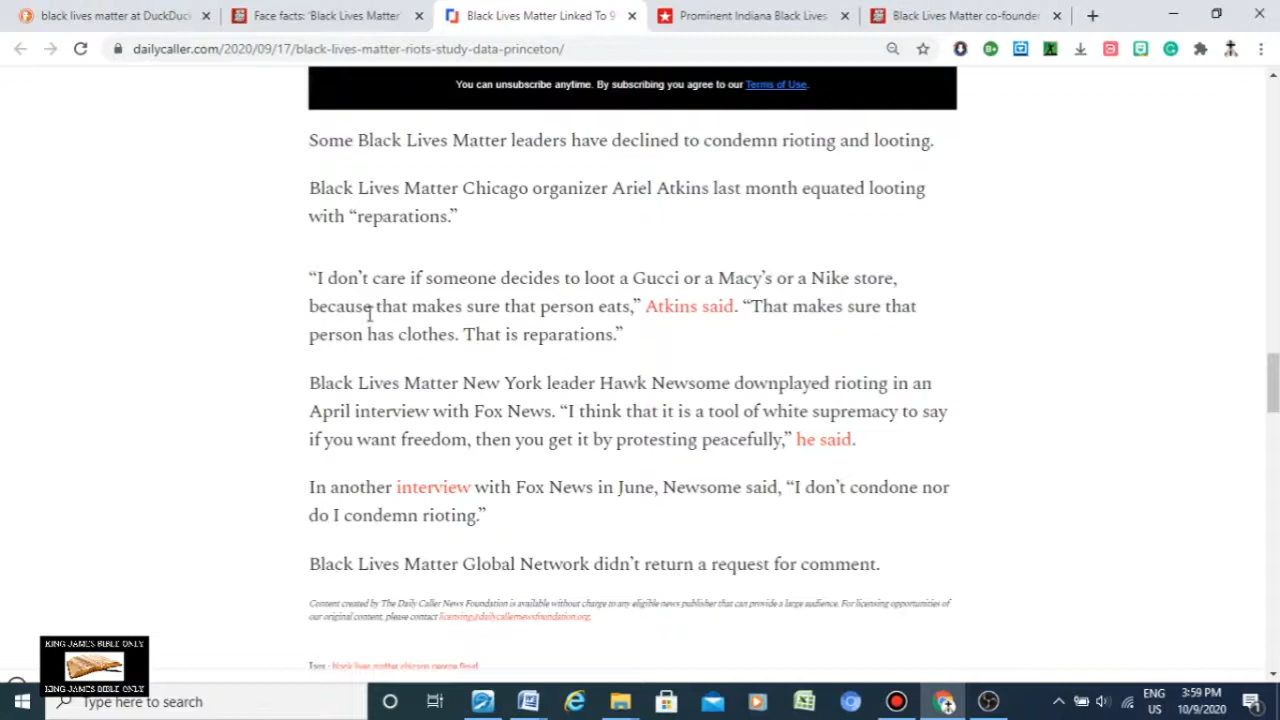 black lives matter at DuckDuck
Face facts: 'Black Lives Matter'
Black Lives Matter Linked To 9
Prominent Indiana Black Lives
Black Lives Matter co-founder
dailycaller.com/2020/09/17/black-lives-matter-riots-study-data-princeton/
You can unsubscribe anytime. By subscribing you agree to our Terms of Use.
Some Black Lives Matter leaders have declined to condemn rioting and looting.
Black Lives Matter Chicago organizer Ariel Atkins last month equated looting
with “reparations.”
“I don’t care if someone decides to loot a Gucci or a Macy’s or a Nike store,
because that makes sure that person eats,” Atkins said. “That makes sure that
person has clothes. That is reparations.”
Black Lives Matter New York leader Hawk Newsome downplayed rioting in an
April interview with Fox News. “I think that it is a tool of white supremacy to say
if you want freedom, then you get it by protesting peacefully,” he said.
In another interview with Fox News in June, Newsome said, “I don’t condone nor
do I condemn rioting.”
Black Lives Matter Global Network didn’t return a request for comment.
Content created by The Daily Caller News Foundation is available without charge to any eligible news publisher that can provide a large audience. For licensing opportunities of
our original content, please contact licensing@dailycallernewsfoundation.org.
Tags : black lives matter chicago george floyd
KING JAMES BIBLE ONLY
KING JAMES BIBLE ONLY
Type here to search
ENG
US
3:59 PM
10/9/2020
1